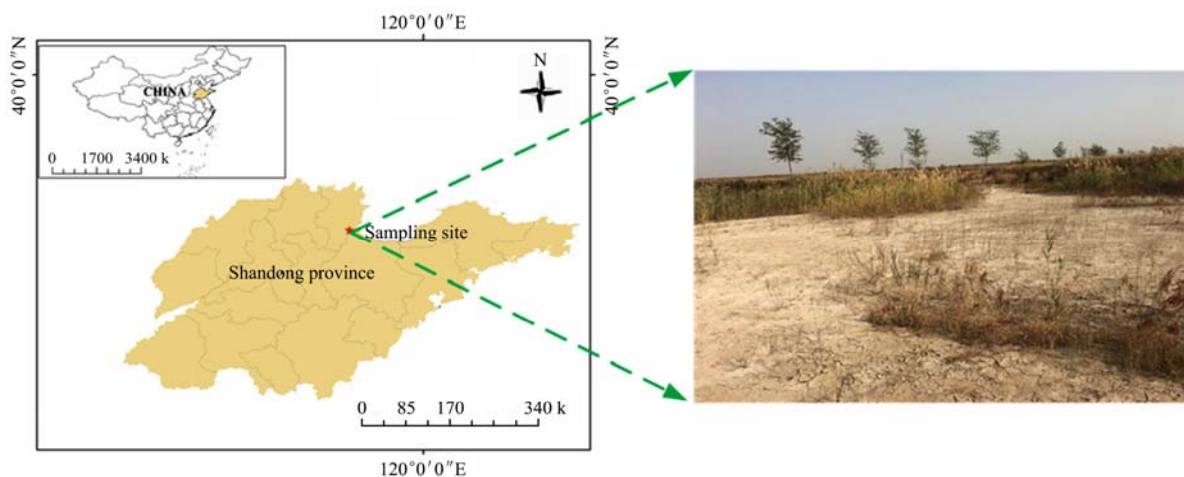 120°0′0″E
40°0′0″N
40°0′0″N
N
CHINA
0 1700 3400 k
Sampling site
Shandong province
0 85 170 340 k
120°0′0″E